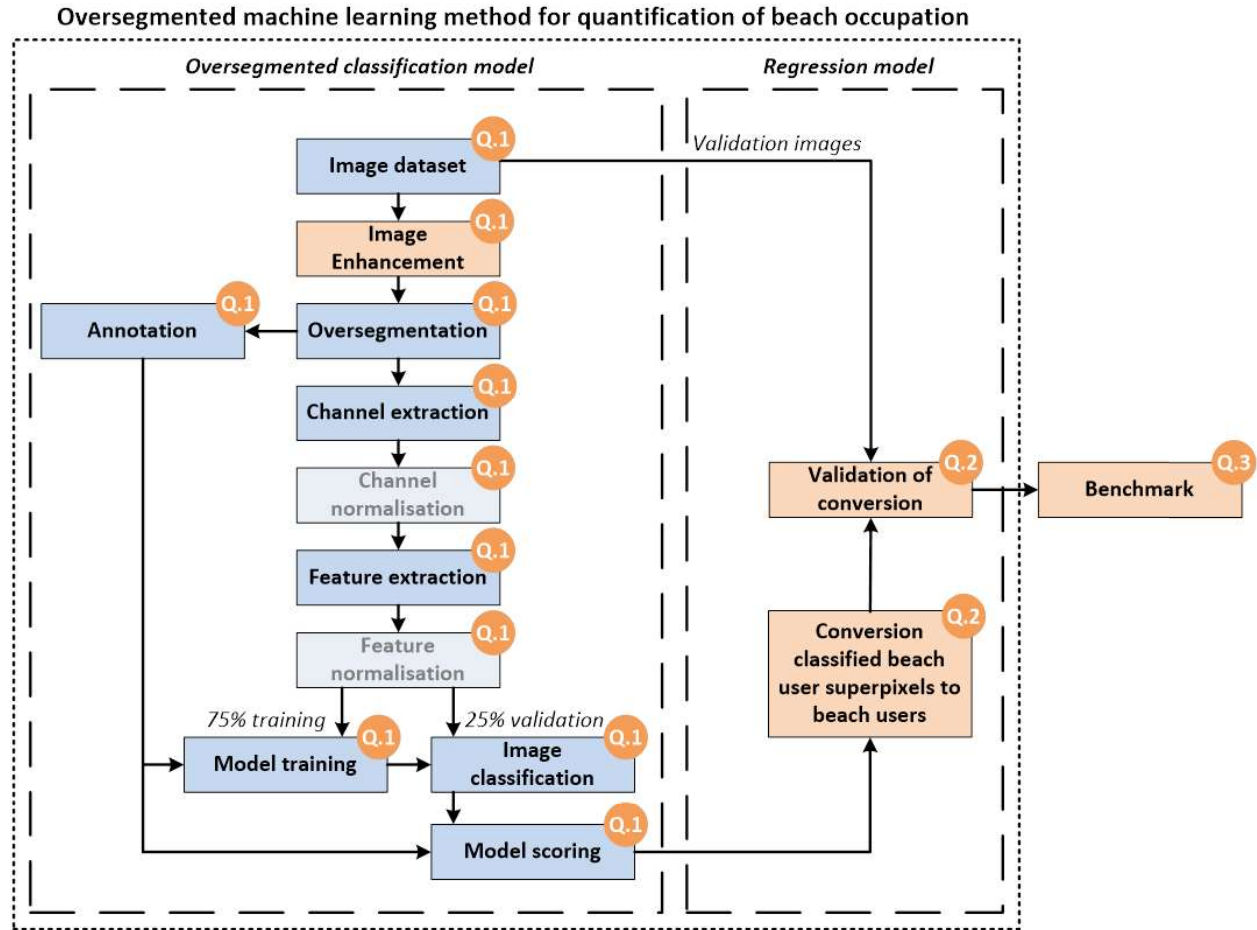 Oversegmented machine learning method for quantification of beach occupation
Oversegmented classification model
Regression model
Q.1
Image dataset
Validation images
Q.1
Image
Enhancement
Q.1
Annotation
Q.1
Oversegmentation
Q.1
Channel extraction
Q.1
Channel
normalisation
Q.2
Validation of
conversion
Q.3
Benchmark
Q.1
Feature extraction
Q.1
Feature
normalisation
Q.2
Conversion
classified beach
user superpixels to
beach users
75% training
25% validation
Q.1
Model training
Q.1
Image
classification
Q.1
Model scoring